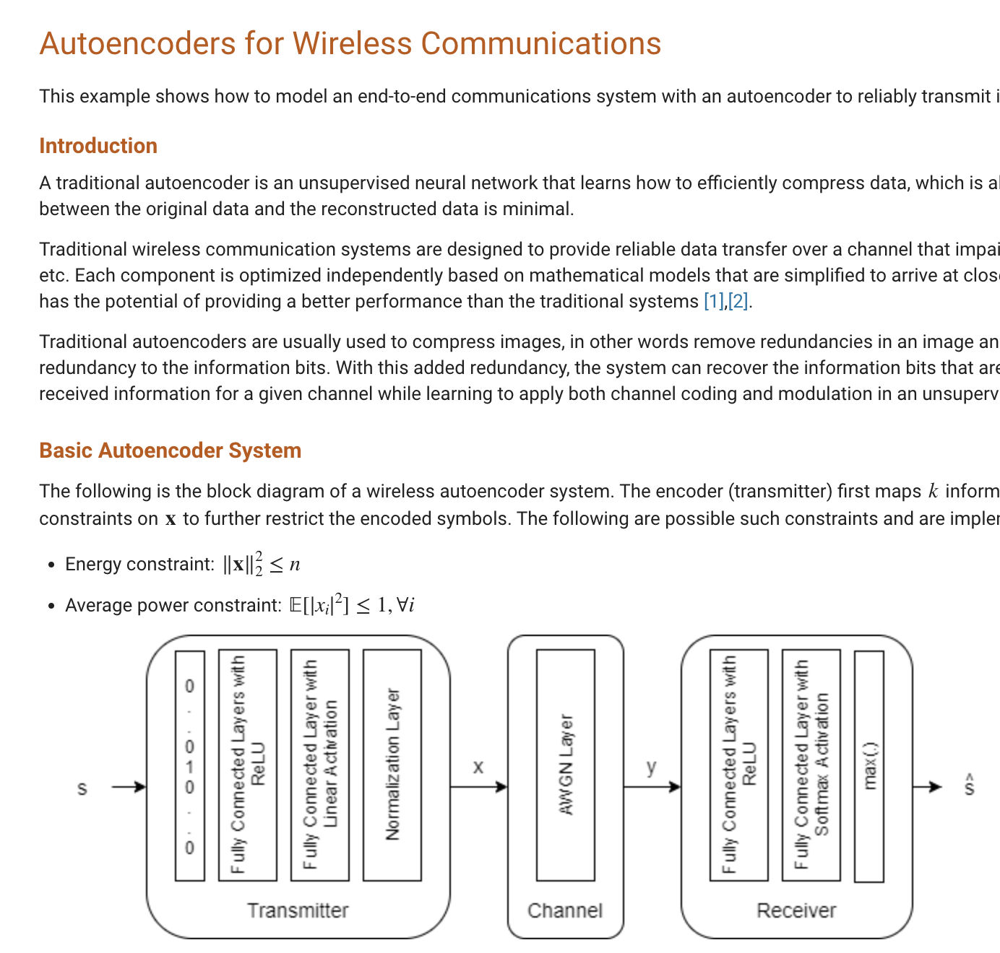 Autoencoders for Wireless Communications
This example shows how to model an end-to-end communications system with an autoencoder to reliably transmit i
Introduction
A traditional autoencoder is an unsupervised neural network that learns how to efficiently compress data, which is al
between the original data and the reconstructed data is minimal.
Traditional wireless communication systems are designed to provide reliable data transfer over a channel that impai
etc. Each component is optimized independently based on mathematical models that are simplified to arrive at close
has the potential of providing a better performance than the traditional systems [1],[2].
Traditional autoencoders are usually used to compress images, in other words remove redundancies in an image an
redundancy to the information bits. With this added redundancy, the system can recover the information bits that are
received information for a given channel while learning to apply both channel coding and modulation in an unsuperv
Basic Autoencoder System
The following is the block diagram of a wireless autoencoder system. The encoder (transmitter) first maps k inform
constraints on x to further restrict the encoded symbols. The following are possible such constraints and are implem
• Energy constraint: ‖x‖₂² ≤ n
• Average power constraint: 𝔼[|xᵢ|²] ≤ 1, ∀i
s
0
.
.
0
1
0
.
.
0
Fully Connected Layers with
ReLU
Fully Connected Layer with
Linear Activation
Normalization Layer
Transmitter
x
AWGN Layer
Channel
y
Fully Connected Layers with
ReLU
Fully Connected Layer with
Softmax Activation
max(.)
Receiver
ŝ